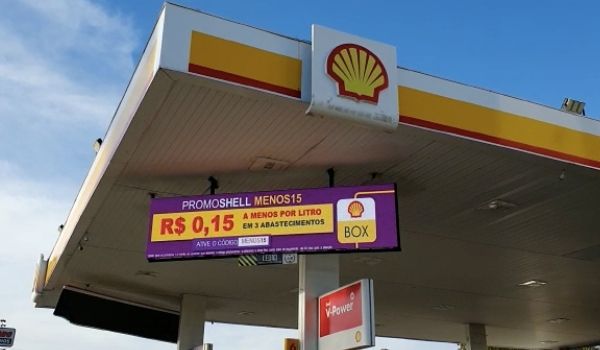 PROMOSHELL MENOS15
R$ 0,15
A MENOS POR LITRO
EM 3 ABASTECIMENTOS
ATIVE O CÓDIGO MENOS15
BOX
V-Power